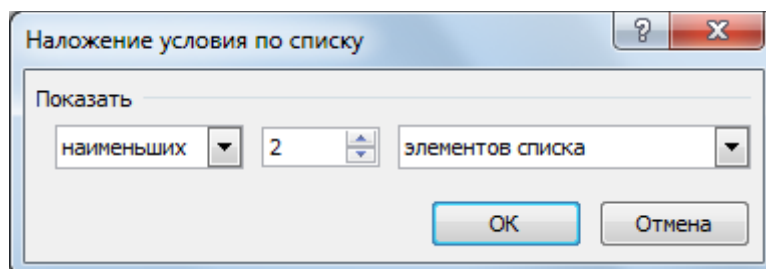 Наложение условия по списку
Показать
наименьших 2 элементов списка
ОК Отмена